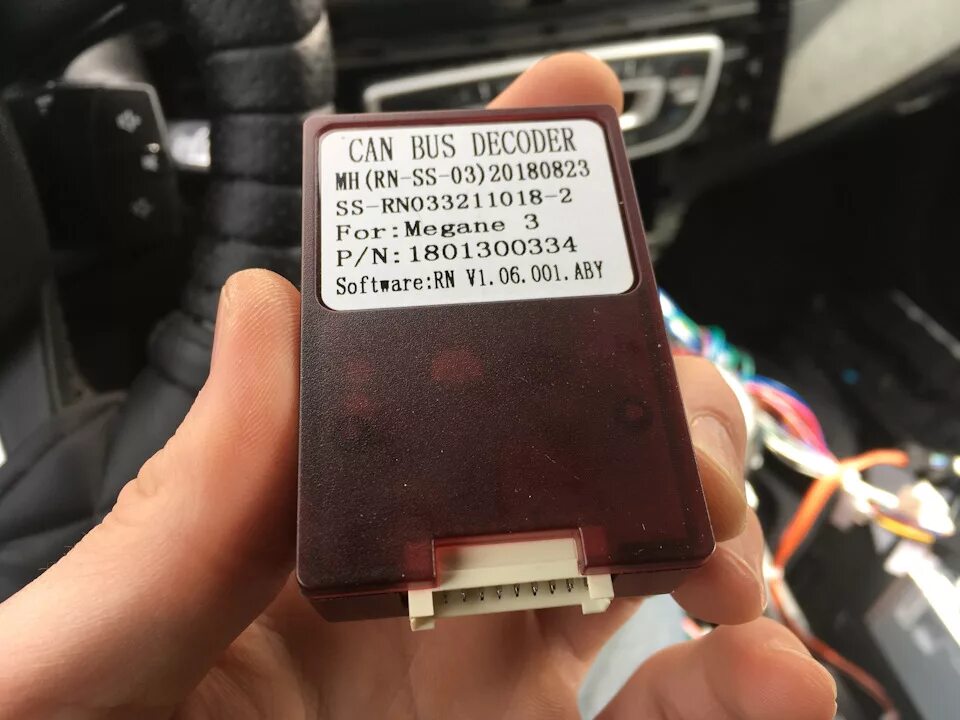 CAN BUS DECODER
MH(RN-SS-03)20180823
SS-RN033211018-2
For:Megane 3
P/N:1801300334
Software:RN V1.06.001.ABY